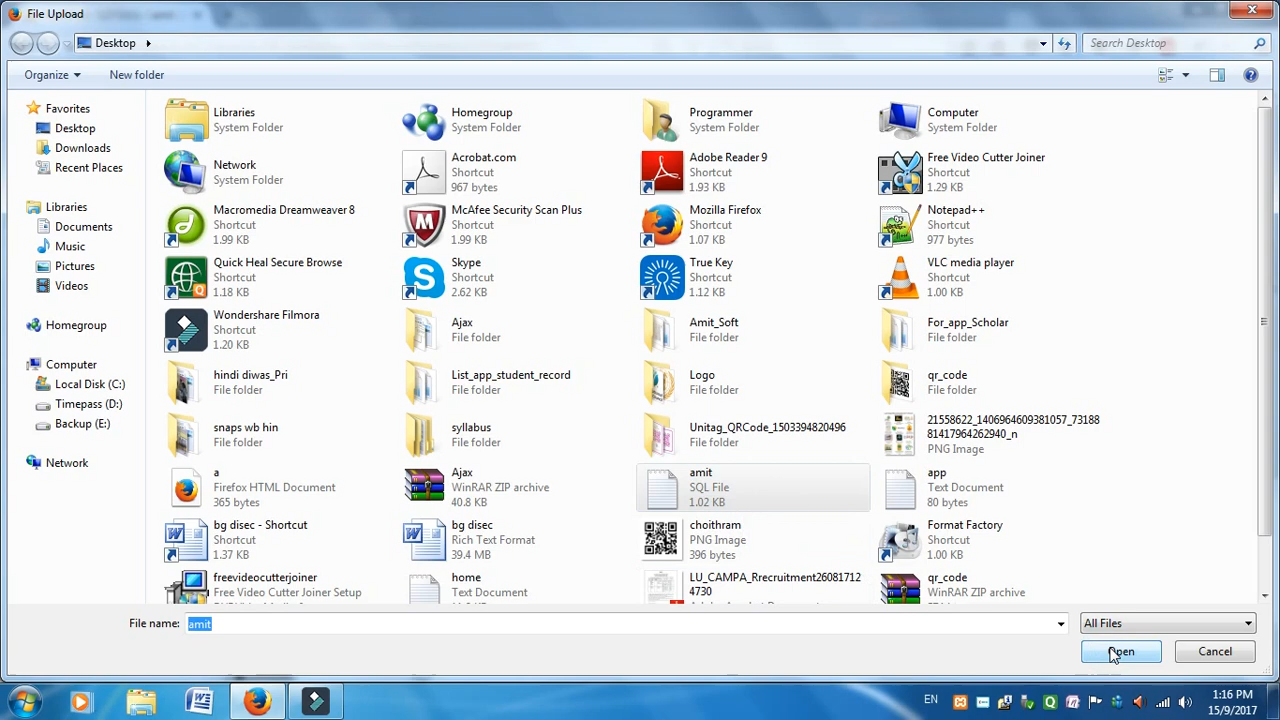 File Upload
Desktop
Search Desktop
Organize
New folder
Favorites
Desktop
Downloads
Recent Places
Libraries
Documents
Music
Pictures
Videos
Homegroup
Computer
Local Disk (C:)
Timepass (D:)
Backup (E:)
Network
Libraries
System Folder
Homegroup
System Folder
Programmer
System Folder
Computer
System Folder
Network
System Folder
Acrobat.com
Shortcut
967 bytes
Adobe Reader 9
Shortcut
1.93 KB
Free Video Cutter Joiner
Shortcut
1.29 KB
Macromedia Dreamweaver 8
Shortcut
1.99 KB
McAfee Security Scan Plus
Shortcut
1.99 KB
Mozilla Firefox
Shortcut
1.07 KB
Notepad++
Shortcut
977 bytes
Quick Heal Secure Browse
Shortcut
1.18 KB
Skype
Shortcut
2.62 KB
True Key
Shortcut
1.12 KB
VLC media player
Shortcut
1.00 KB
Wondershare Filmora
Shortcut
1.20 KB
Ajax
File folder
Amit_Soft
File folder
For_app_Scholar
File folder
hindi diwas_Pri
File folder
List_app_student_record
File folder
Logo
File folder
qr_code
File folder
snaps wb hin
File folder
syllabus
File folder
Unitag_QRCode_1503394820496
File folder
21558622_1406964609381057_73188
81417964262940_n
PNG Image
a
Firefox HTML Document
365 bytes
Ajax
WinRAR ZIP archive
40.8 KB
amit
SQL File
1.02 KB
app
Text Document
80 bytes
bg disec - Shortcut
Shortcut
1.37 KB
bg disec
Rich Text Format
39.4 MB
choithram
PNG Image
396 bytes
Format Factory
Shortcut
1.00 KB
freevideocutterjoiner
Free Video Cutter Joiner Setup
home
Text Document
LU_CAMPA_Rrecruitment26081712
4730
qr_code
WinRAR ZIP archive
File name:
amit
All Files
Open
Cancel
EN
1:16 PM
15/9/2017